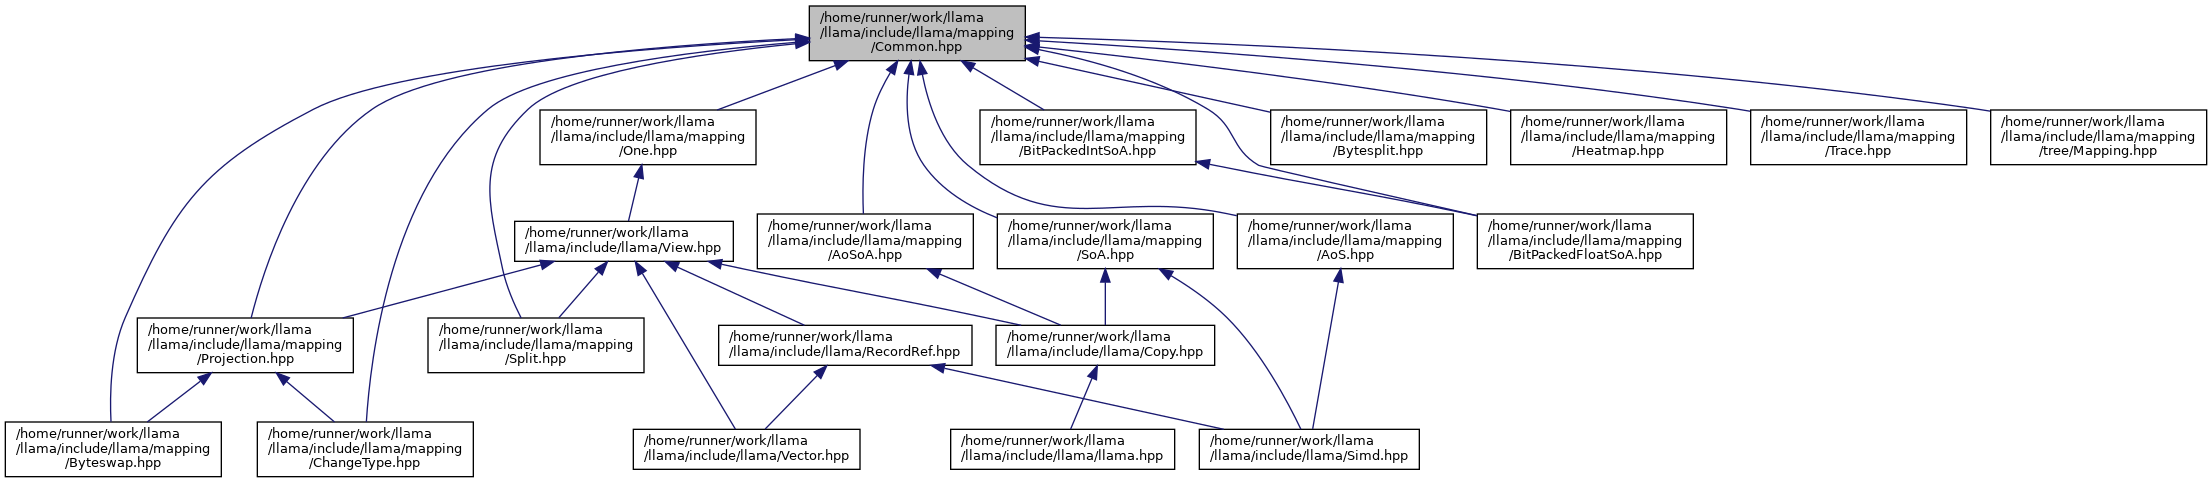 /home/runner/work/llama
/llama/include/llama/mapping
/Common.hpp
/home/runner/work/llama
/llama/include/llama/mapping
/One.hpp
/home/runner/work/llama
/llama/include/llama/mapping
/BitPackedIntSoA.hpp
/home/runner/work/llama
/llama/include/llama/mapping
/Bytesplit.hpp
/home/runner/work/llama
/llama/include/llama/mapping
/Heatmap.hpp
/home/runner/work/llama
/llama/include/llama/mapping
/Trace.hpp
/home/runner/work/llama
/llama/include/llama/mapping
/tree/Mapping.hpp
/home/runner/work/llama
/llama/include/llama/View.hpp
/home/runner/work/llama
/llama/include/llama/mapping
/AoSoA.hpp
/home/runner/work/llama
/llama/include/llama/mapping
/SoA.hpp
/home/runner/work/llama
/llama/include/llama/mapping
/AoS.hpp
/home/runner/work/llama
/llama/include/llama/mapping
/BitPackedFloatSoA.hpp
/home/runner/work/llama
/llama/include/llama/mapping
/Projection.hpp
/home/runner/work/llama
/llama/include/llama/mapping
/Split.hpp
/home/runner/work/llama
/llama/include/llama/RecordRef.hpp
/home/runner/work/llama
/llama/include/llama/Copy.hpp
/home/runner/work/llama
/llama/include/llama/mapping
/Byteswap.hpp
/home/runner/work/llama
/llama/include/llama/mapping
/ChangeType.hpp
/home/runner/work/llama
/llama/include/llama/Vector.hpp
/home/runner/work/llama
/llama/include/llama/llama.hpp
/home/runner/work/llama
/llama/include/llama/Simd.hpp